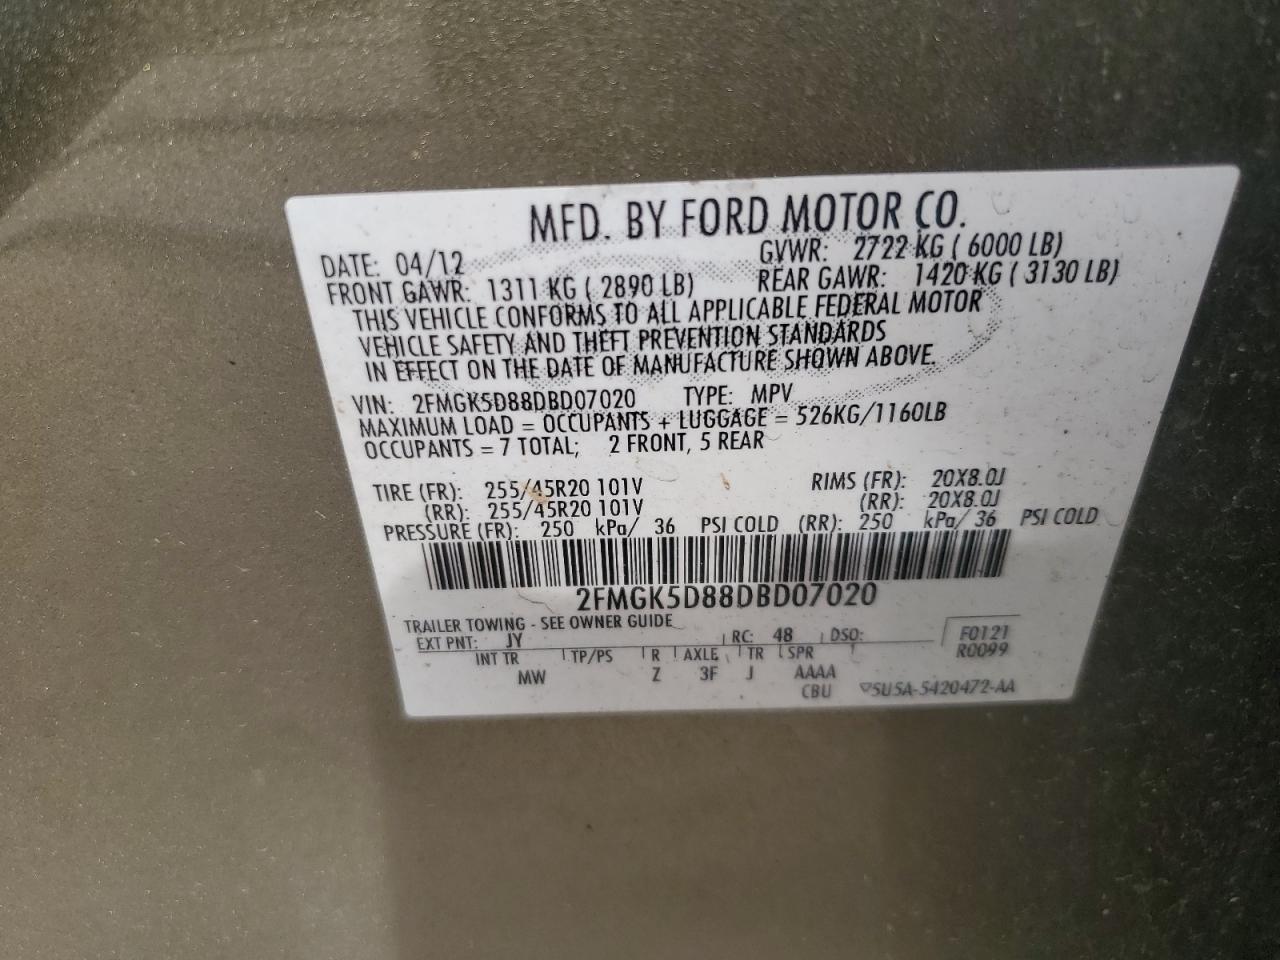 MFD. BY FORD MOTOR CO.
DATE: 04/12 GVWR: 2722 KG ( 6000 LB)
FRONT GAWR: 1311 KG ( 2890 LB) REAR GAWR: 1420 KG ( 3130 LB)
THIS VEHICLE CONFORMS TO ALL APPLICABLE FEDERAL MOTOR
VEHICLE SAFETY AND THEFT PREVENTION STANDARDS
IN EFFECT ON THE DATE OF MANUFACTURE SHOWN ABOVE.
VIN: 2FMGK5D88DBD07020 TYPE: MPV
MAXIMUM LOAD = OCCUPANTS + LUGGAGE = 526KG/1160LB
OCCUPANTS = 7 TOTAL; 2 FRONT, 5 REAR
TIRE (FR): 255/45R20 101V RIMS (FR): 20X8.0J
(RR): 255/45R20 101V (RR): 20X8.0J
PRESSURE (FR): 250 kPa/ 36 PSI COLD (RR): 250 kPa/ 36 PSI COLD
2FMGK5D88DBD07020
TRAILER TOWING - SEE OWNER GUIDE
EXT PNT: JY RC: 48 DSO: F0121
INT TR TP/PS R AXLE TR SPR R0099
MW Z 3F J AAAA
CBU ▽5U5A-5420472-AA